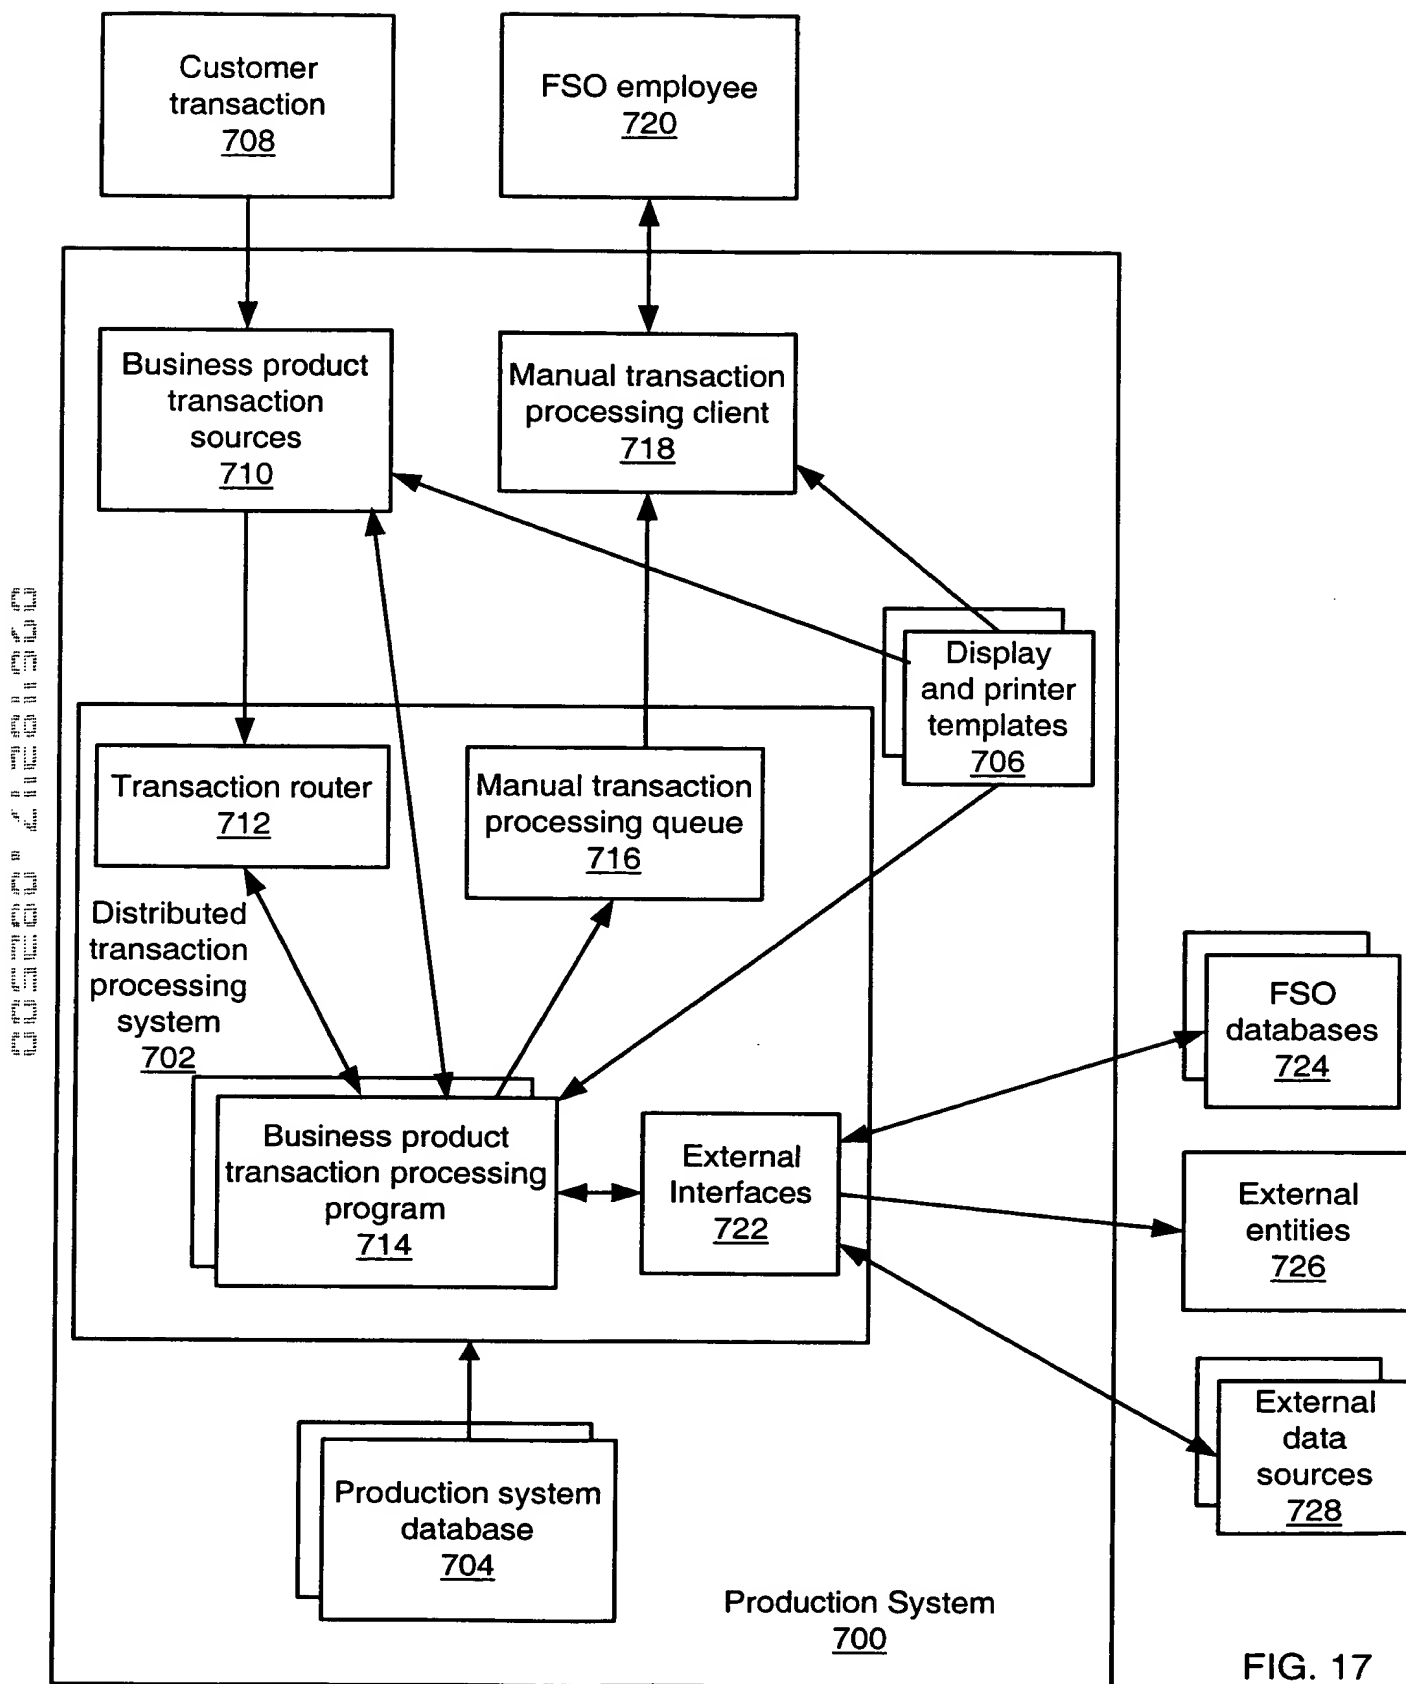 Customer
transaction
708
FSO employee
720
Business product
transaction
sources
710
Manual transaction
processing client
718
Display
and printer
templates
706
Transaction router
712
Manual transaction
processing queue
716
Distributed
transaction
processing
system
702
Business product
transaction processing
program
714
External
Interfaces
722
FSO
databases
724
External
entities
726
External
data
sources
728
Production system
database
704
Production System
700
FIG. 17